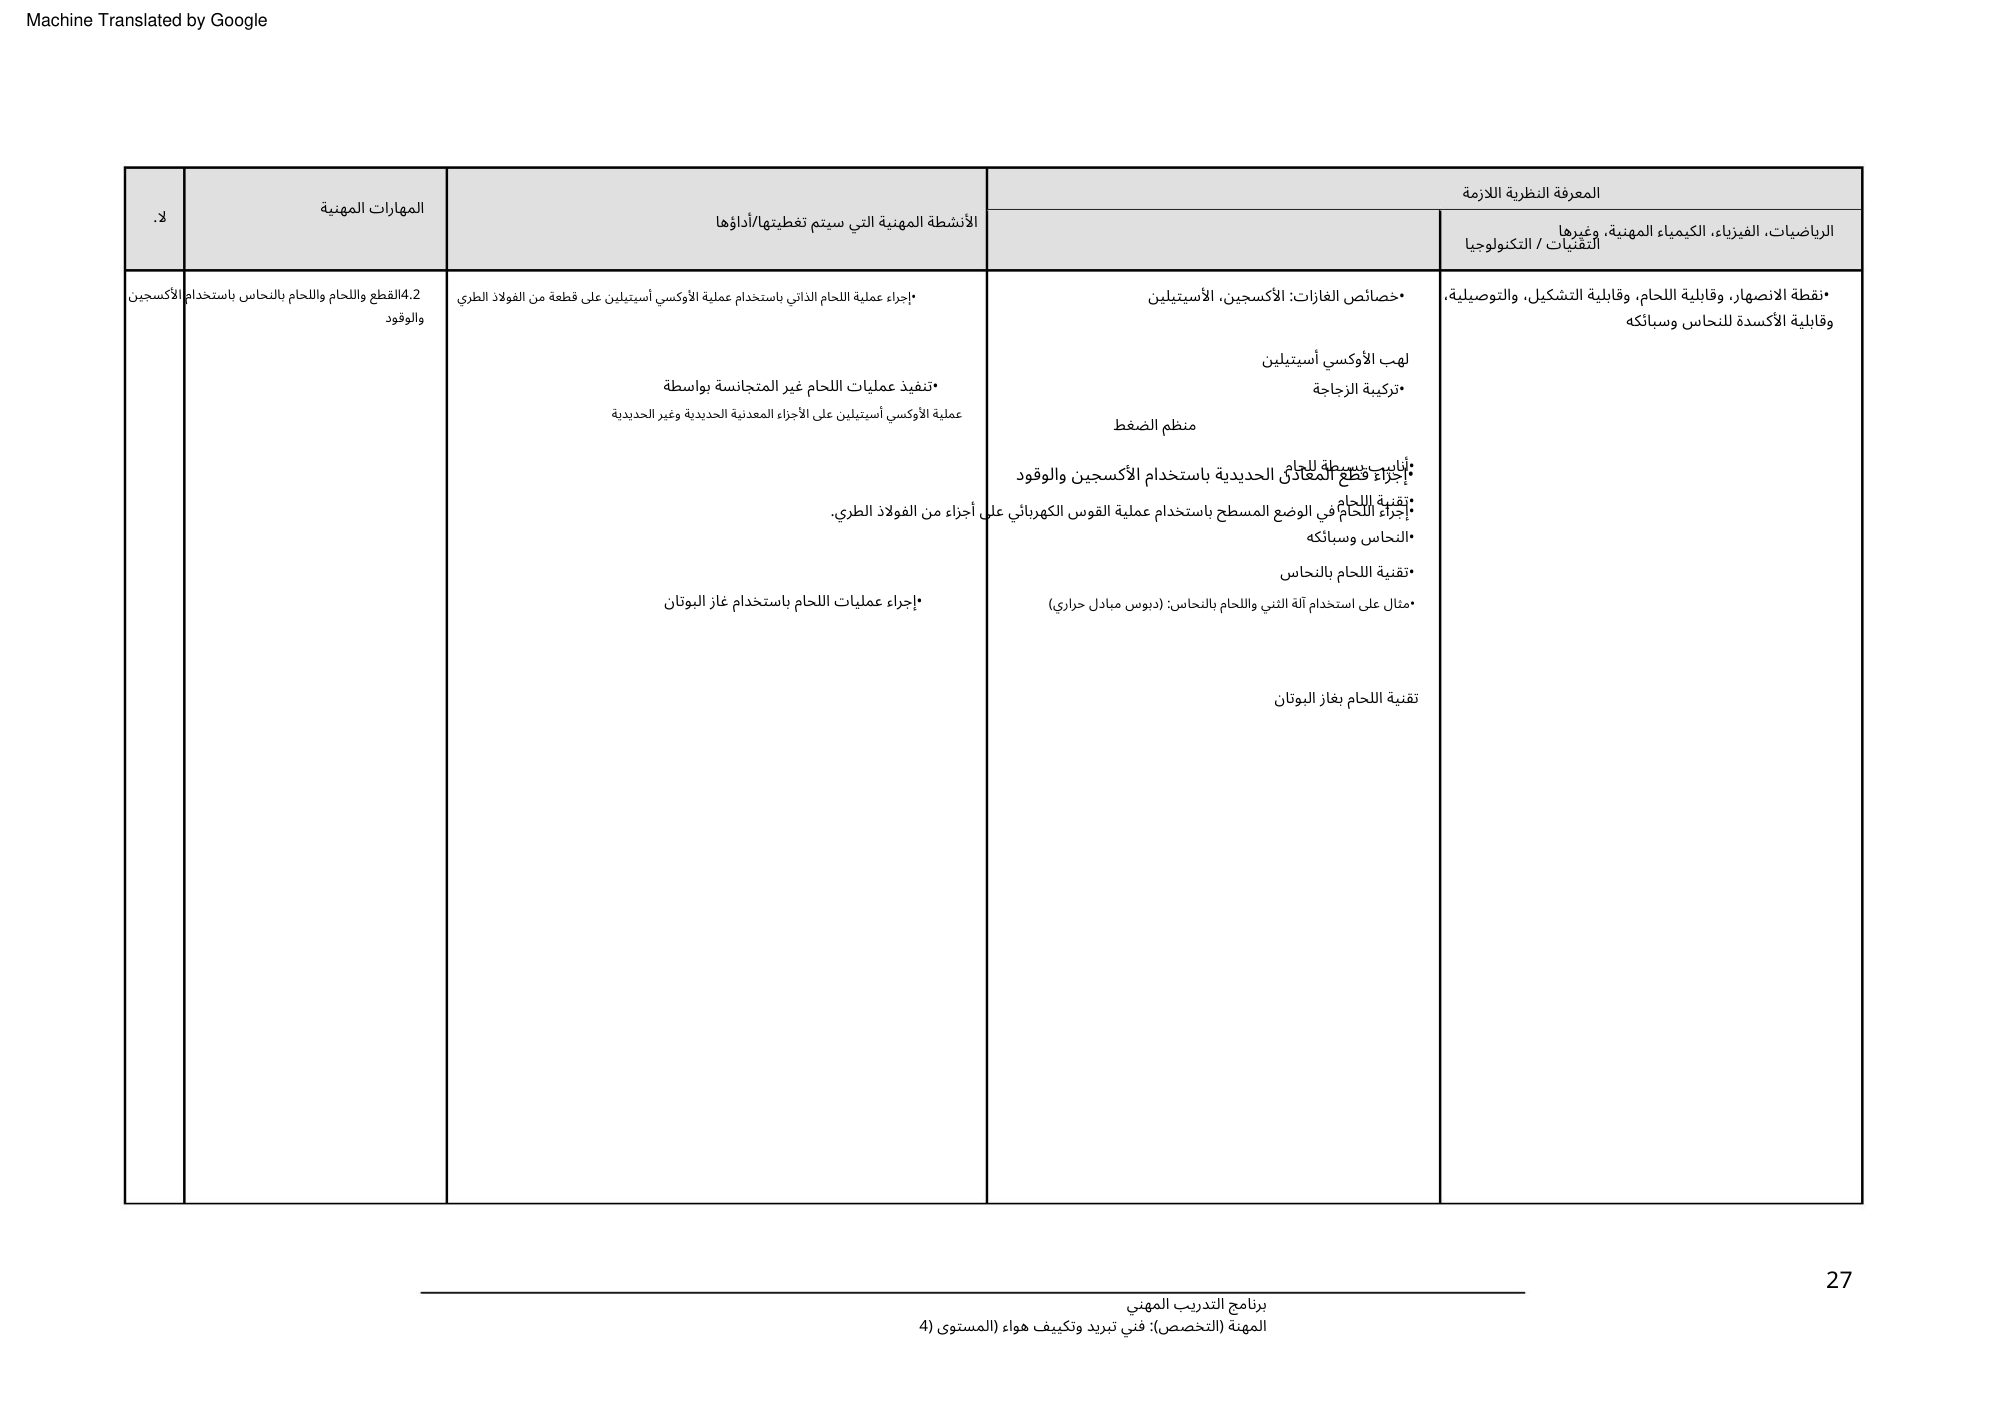 Machine Translated by Google
لا.
المهارات المهنية
الأنشطة المهنية التي سيتم تغطيتها/أداؤها
المعرفة النظرية اللازمة
التقنيات / التكنولوجيا
الرياضيات، الفيزياء، الكيمياء المهنية، وغيرها
4.2القطع واللحام واللحام بالنحاس باستخدام الأكسجين
والوقود
•إجراء عملية اللحام الذاتي باستخدام عملية الأوكسي أسيتيلين على قطعة من الفولاذ الطري
•تنفيذ عمليات اللحام غير المتجانسة بواسطة
عملية الأوكسي أسيتيلين على الأجزاء المعدنية الحديدية وغير الحديدية
•إجراء قطع المعادن الحديدية باستخدام الأكسجين والوقود
•إجراء اللحام في الوضع المسطح باستخدام عملية القوس الكهربائي على أجزاء من الفولاذ الطري.
•إجراء عمليات اللحام باستخدام غاز البوتان
•خصائص الغازات: الأكسجين، الأسيتيلين
لهب الأوكسي أسيتيلين
•تركيبة الزجاجة
منظم الضغط
•أنابيب بسيطة للحام
•تقنية اللحام
•النحاس وسبائكه
•تقنية اللحام بالنحاس
•مثال على استخدام آلة الثني واللحام بالنحاس: (دبوس مبادل حراري)
تقنية اللحام بغاز البوتان
•نقطة الانصهار، وقابلية اللحام، وقابلية التشكيل، والتوصيلية،
وقابلية الأكسدة للنحاس وسبائكه
27
برنامج التدريب المهني
المهنة (التخصص): فني تبريد وتكييف هواء (المستوى 4)